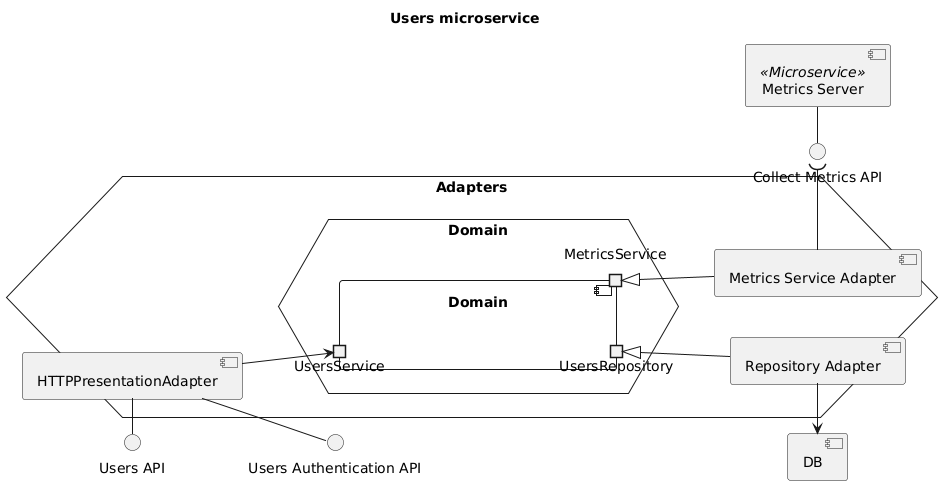 Users microservice
«Microservice»
Metrics Server
Collect Metrics API
Adapters
Domain
MetricsService
Metrics Service Adapter
Domain
UsersService
UsersRepository
Repository Adapter
HTTPPresentationAdapter
Users API
Users Authentication API
DB